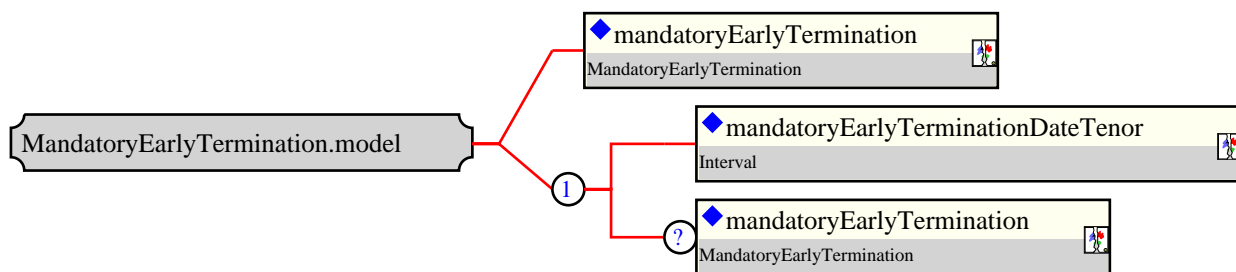 mandatoryEarlyTermination
MandatoryEarlyTermination
mandatoryEarlyTerminationDateTenor
MandatoryEarlyTermination.model
Interval
1
mandatoryEarlyTermination
?
MandatoryEarlyTermination